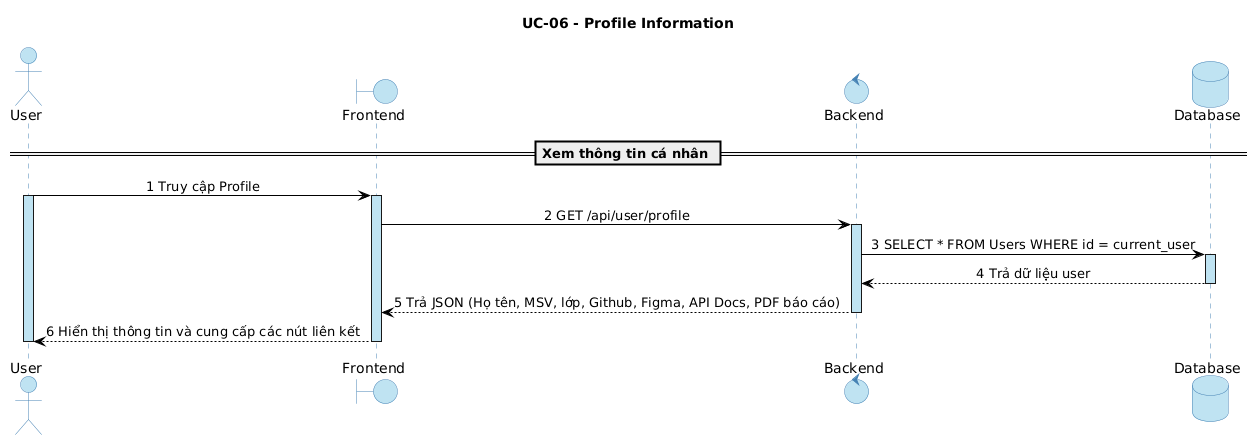 UC-06 - Profile Information
User
Frontend
Backend
Database
Xem thông tin cá nhân
1 Truy cập Profile
2 GET /api/user/profile
3 SELECT * FROM Users WHERE id = current_user
4 Trả dữ liệu user
5 Trả JSON (Họ tên, MSV, lớp, Github, Figma, API Docs, PDF báo cáo)
6 Hiển thị thông tin và cung cấp các nút liên kết
User
Frontend
Backend
Database